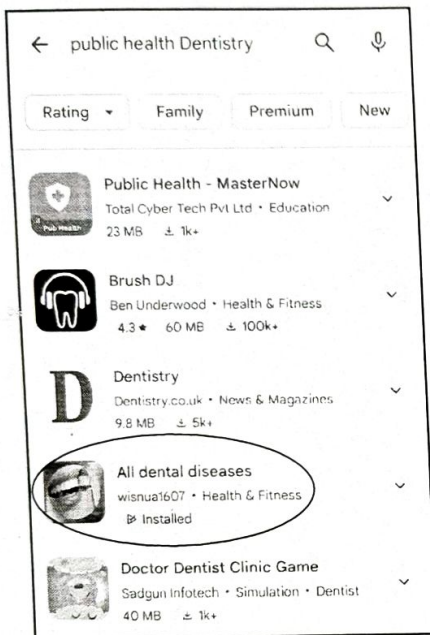 ← public health Dentistry
Rating Family Premium New
Public Health - MasterNow
Total Cyber Tech Pvt Ltd • Education
Pub Health
23 MB 1k+
Brush DJ
Ben Underwood • Health & Fitness
4.3★ 60 MB 100k+
D
Dentistry
Dentistry.co.uk • News & Magazines
9.8 MB 5k+
All dental diseases
wisnua1607 • Health & Fitness
Installed
Doctor Dentist Clinic Game
Sadgun Infotech • Simulation • Dentist
40 MB 1k+